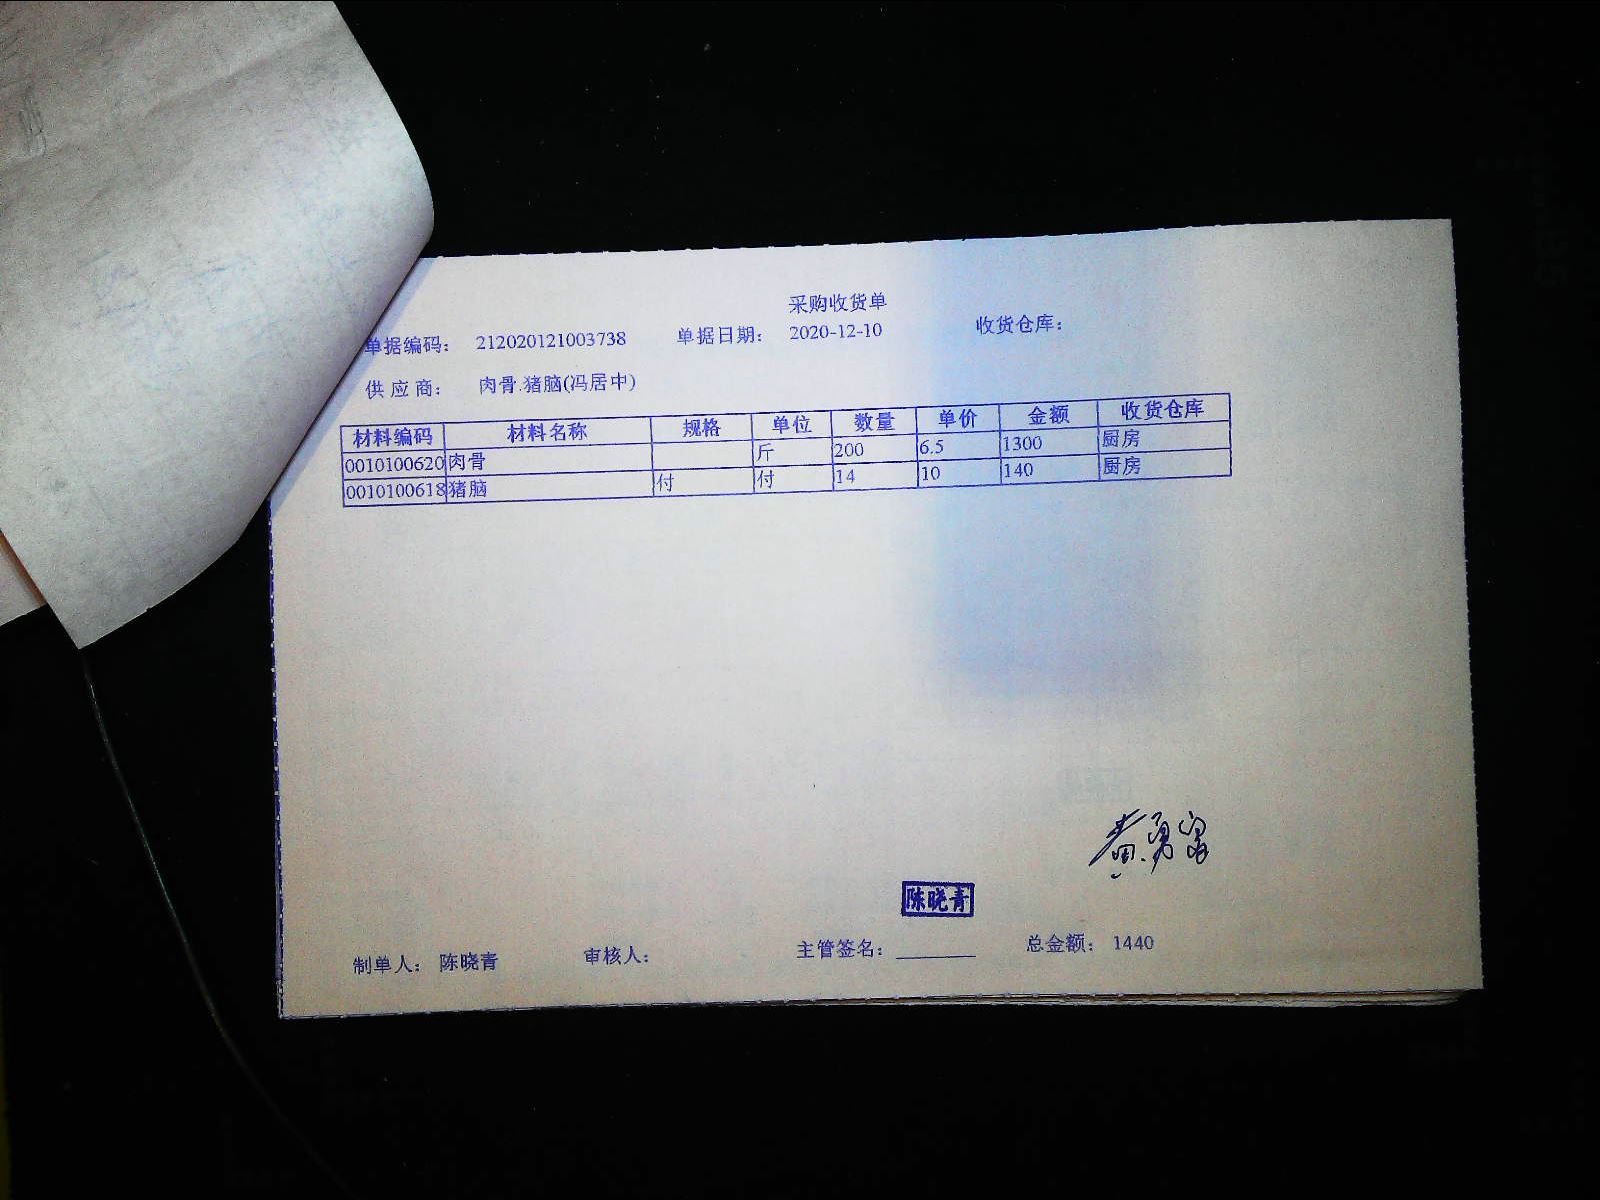 采购收货单
单据编码： 212020121003738 单据日期： 2020-12-10 收货仓库：
供 应 商： 肉骨.猪脑(冯居中)
材料编码 材料名称 规格 单位 数量 单价 金额 收货仓库
0010100620 肉骨 斤 200 6.5 1300 厨房
0010100618 猪脑 付 付 14 10 140 厨房
陈晓青
制单人： 陈晓青 审核人： 主管签名： 总金额： 1440